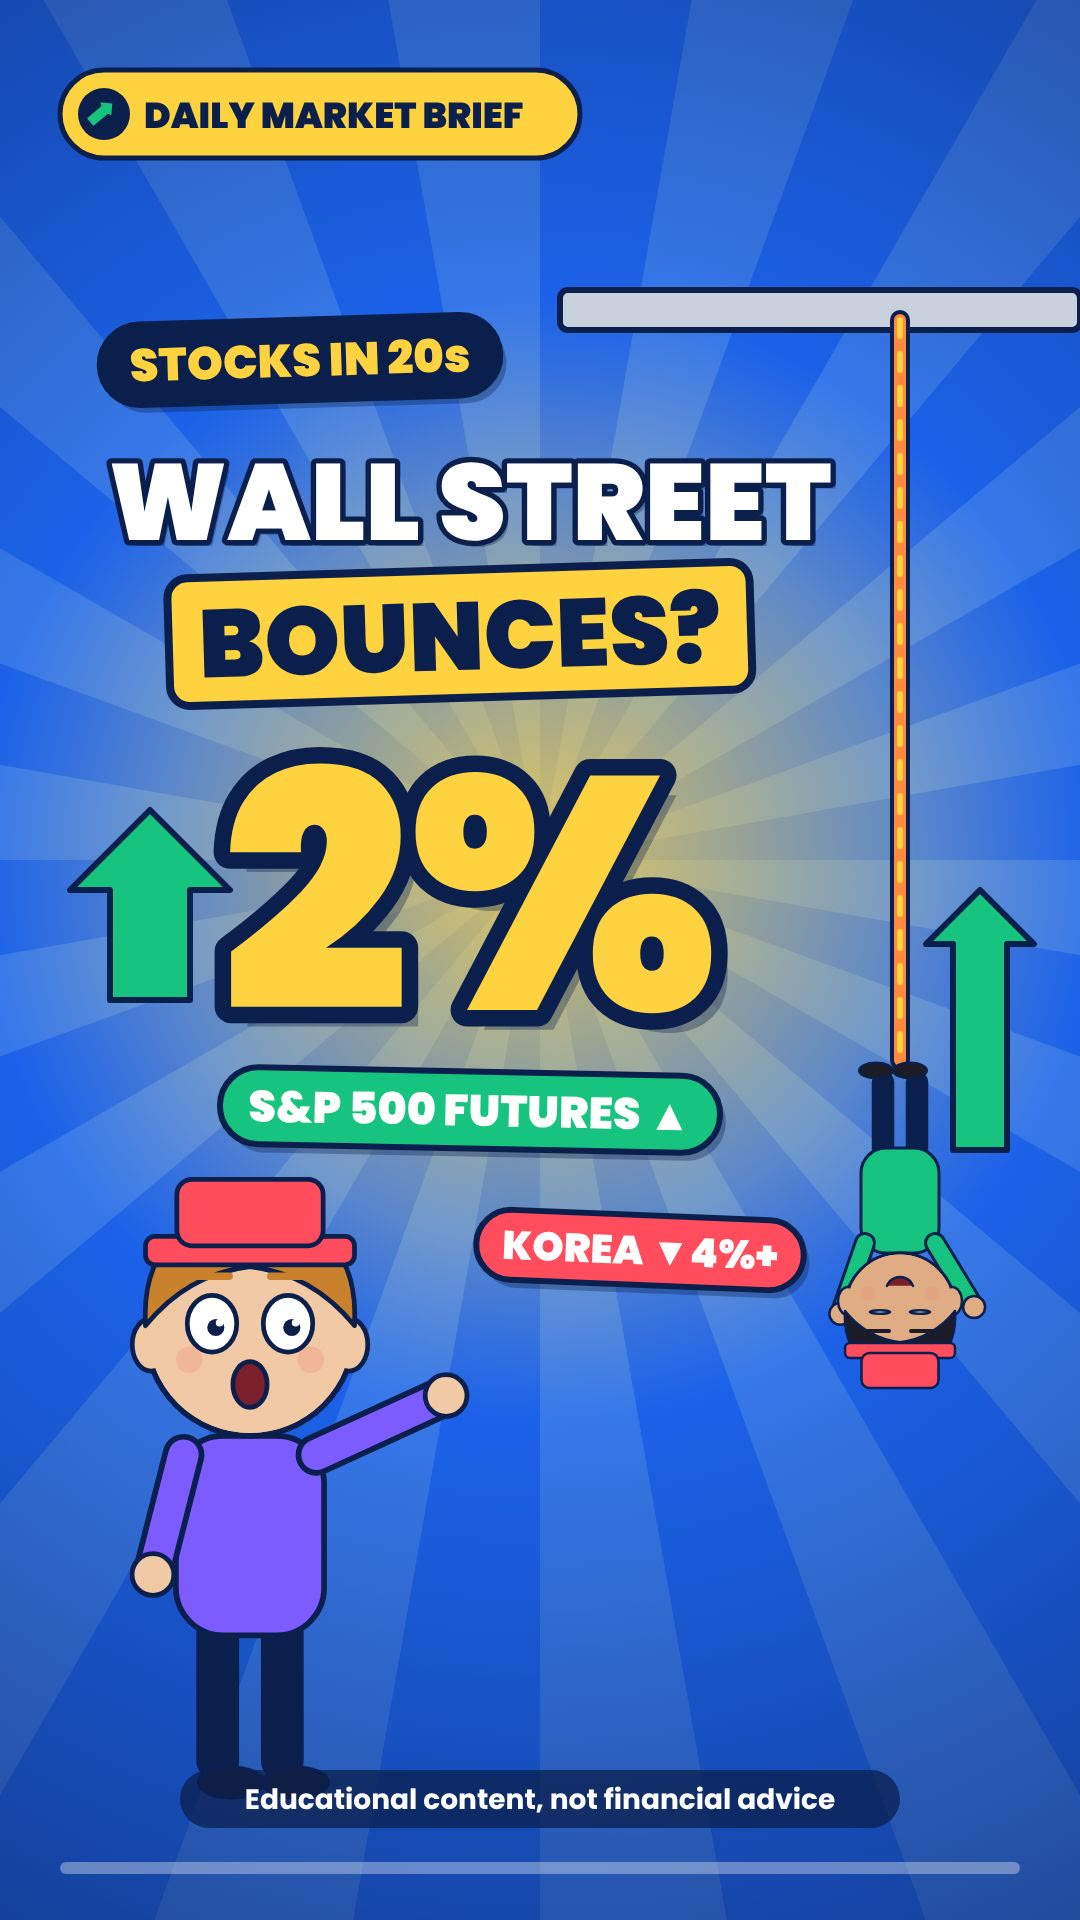 DAILY MARKET BRIEF
STOCKS IN 20s
WALL STREET
BOUNCES?
2%
S&P 500 FUTURES ▲
KOREA ▼4%+
Educational content, not financial advice